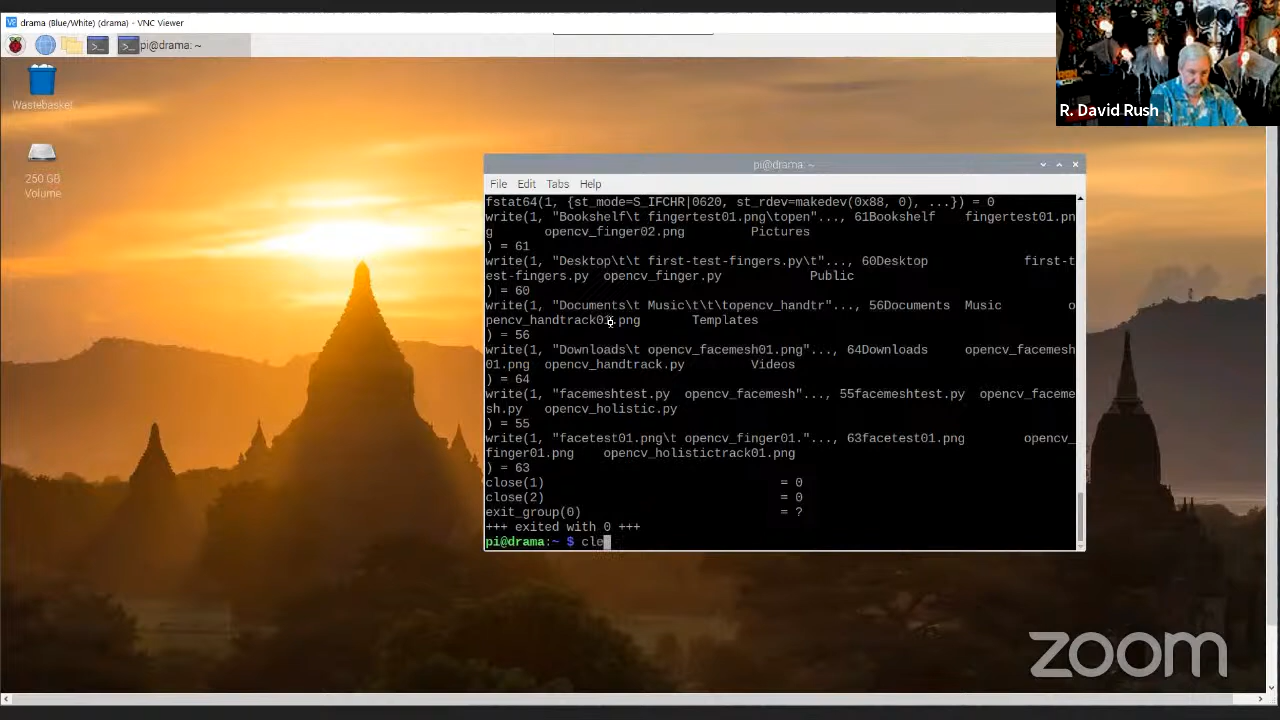 drama (Blue/White) (drama) - VNC Viewer
pi@drama: ~
Wastebasket
250 GB
Volume
R. David Rush
pi@drama: ~
File Edit Tabs Help
fstat64(1, {st_mode=S_IFCHR|0620, st_rdev=makedev(0x88, 0), ...}) = 0
write(1, "Bookshelf\t fingertest01.png\topen"..., 61Bookshelf    fingertest01.pn
g       opencv_finger02.png         Pictures
) = 61
write(1, "Desktop\t\t first-test-fingers.py\t"..., 60Desktop             first-t
est-fingers.py  opencv_finger.py            Public
) = 60
write(1, "Documents\t Music\t\t\topencv_handtr"..., 56Documents  Music         o
pencv_handtrack01.png       Templates
) = 56
write(1, "Downloads\t opencv_facemesh01.png"..., 64Downloads     opencv_facemesh
01.png  opencv_handtrack.py         Videos
) = 64
write(1, "facemeshtest.py  opencv_facemesh"..., 55facemeshtest.py  opencv_faceme
sh.py   opencv_holistic.py
) = 55
write(1, "facetest01.png\t opencv_finger01."..., 63facetest01.png        opencv_
finger01.png    opencv_holistictrack01.png
) = 63
close(1)                                = 0
close(2)                                = 0
exit_group(0)                           = ?
+++ exited with 0 +++
pi@drama:~ $ cle
zoom